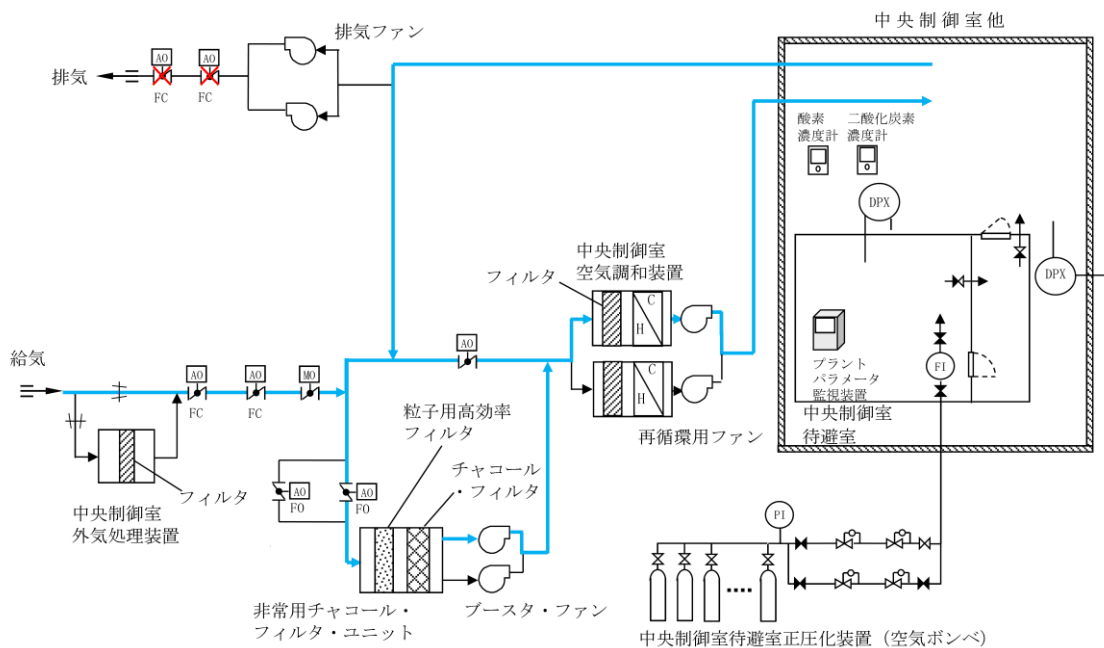 中央制御室他
排気ファン
AO
AO
排気
FC
FC
酸素
濃度計
二酸化炭素
濃度計
DPX
DPX
中央制御室
空気調和装置
フィルタ
C
H
C
H
再循環用ファン
プラント
パラメータ
監視装置
FI
中央制御室
待避室
給気
AO
FC
AO
FC
MO
AO
フィルタ
中央制御室
外気処理装置
AO
FO
AO
FO
粒子用高効率
フィルタ
チャコール
・フィルタ
非常用チャコール・
フィルタ・ユニット
ブースタ・ファン
PI
中央制御室待避室正圧化装置（空気ボンベ）